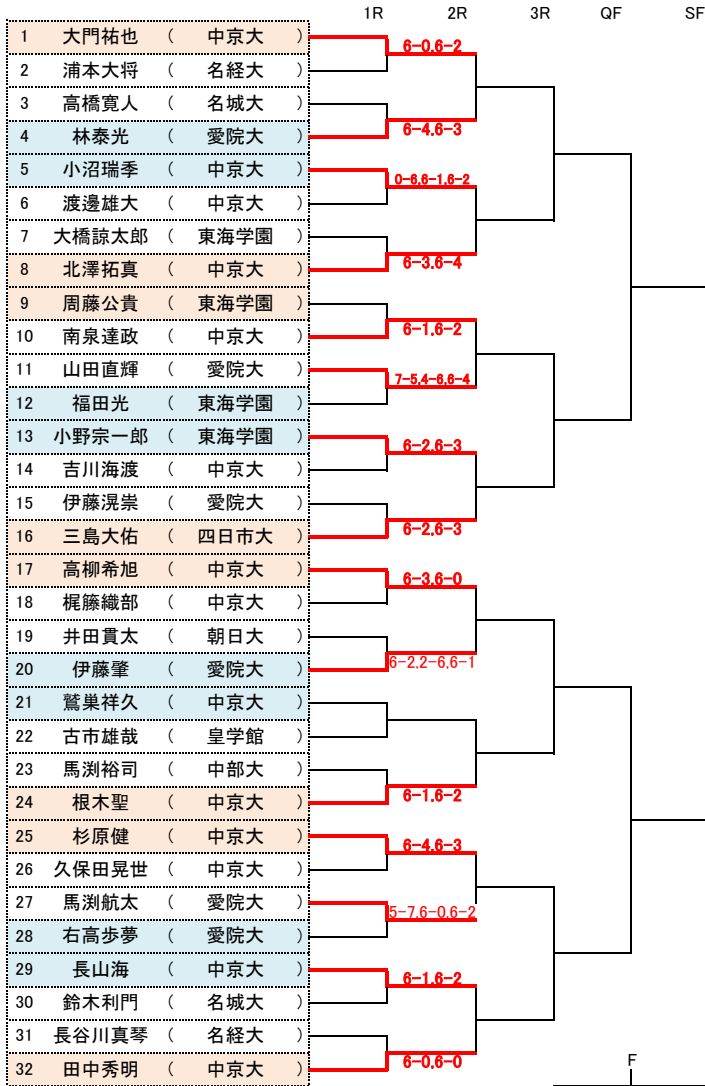 1R 2R 3R QF SF
1 大門祐也 ( 中京大 )
6-0.6-2
2 浦本大将 ( 名経大 )
3 高橋寛人 ( 名城大 )
4 林泰光 ( 愛院大 )
6-4.6-3
5 小沼瑞季 ( 中京大 )
0-6.6-1.6-2
6 渡邊雄大 ( 中京大 )
7 大橋諒太郎 ( 東海学園 )
8 北澤拓真 ( 中京大 )
6-3.6-4
9 周藤公貴 ( 東海学園 )
10 南泉達政 ( 中京大 )
6-1.6-2
11 山田直輝 ( 愛院大 )
7-5.4-6.6-4
12 福田光 ( 東海学園 )
13 小野宗一郎 ( 東海学園 )
6-2.6-3
14 吉川海渡 ( 中京大 )
15 伊藤滉崇 ( 愛院大 )
16 三島大佑 ( 四日市大 )
6-2.6-3
17 高柳希旭 ( 中京大 )
6-3.6-0
18 梶籐織部 ( 中京大 )
19 井田貫太 ( 朝日大 )
20 伊藤肇 ( 愛院大 )
6-2.2-6.6-1
21 鷲巣祥久 ( 中京大 )
22 古市雄哉 ( 皇学館 )
23 馬渕裕司 ( 中部大 )
24 根木聖 ( 中京大 )
6-1.6-2
25 杉原健 ( 中京大 )
6-4.6-3
26 久保田晃世 ( 中京大 )
27 馬渕航太 ( 愛院大 )
5-7.6-0.6-2
28 右高歩夢 ( 愛院大 )
29 長山海 ( 中京大 )
6-1.6-2
30 鈴木利門 ( 名城大 )
31 長谷川真琴 ( 名経大 )
32 田中秀明 ( 中京大 )
6-0.6-0
F